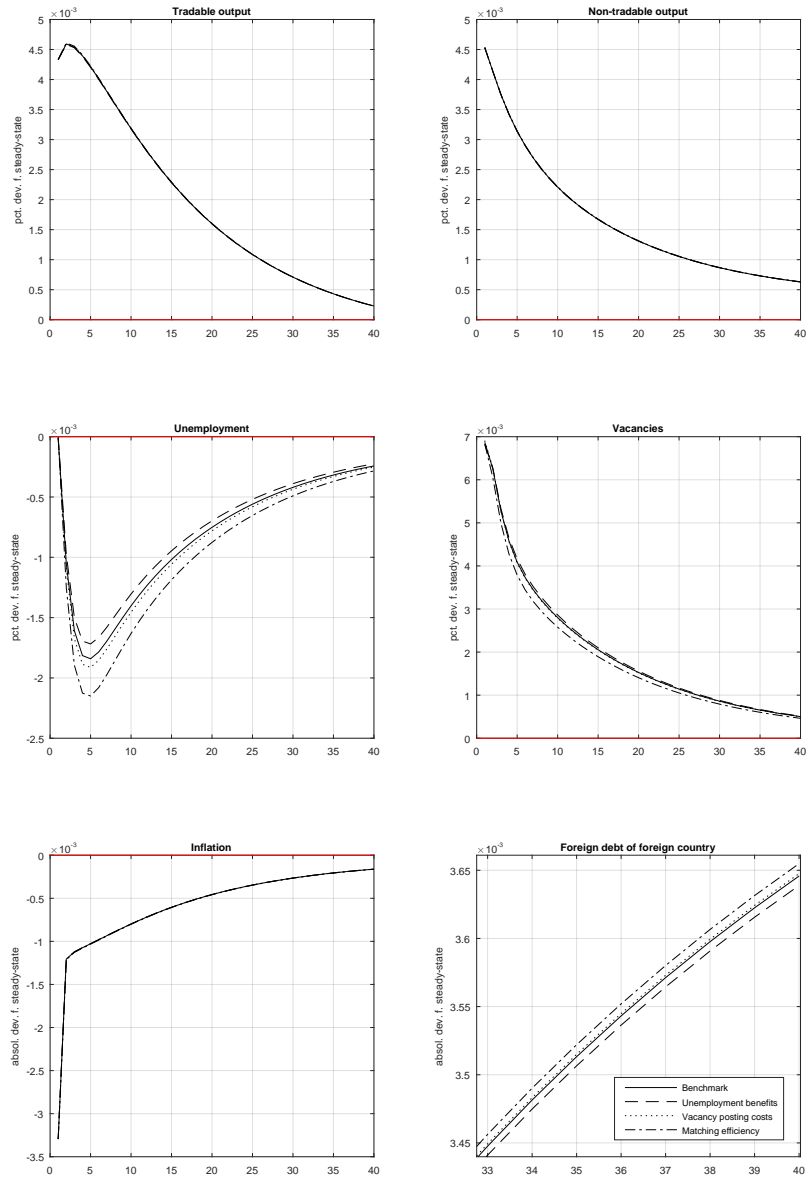 ×10-3
Tradable output
pct. dev. f. steady-state
5
4.5
4
3.5
3
2.5
2
1.5
1
0.5
0
0 5 10 15 20 25 30 35 40
×10-3
Non-tradable output
pct. dev. f. steady-state
5
4.5
4
3.5
3
2.5
2
1.5
1
0.5
0
0 5 10 15 20 25 30 35 40
×10-3
Unemployment
pct. dev. f. steady-state
0
-0.5
-1
-1.5
-2
-2.5
0 5 10 15 20 25 30 35 40
×10-3
Vacancies
pct. dev. f. steady-state
7
6
5
4
3
2
1
0
0 5 10 15 20 25 30 35 40
×10-3
Inflation
absol. dev. f. steady-state
0
-0.5
-1
-1.5
-2
-2.5
-3
-3.5
0 5 10 15 20 25 30 35 40
×10-3
Foreign debt of foreign country
absol. dev. f. steady-state
3.65
3.6
3.55
3.5
3.45
33 34 35 36 37 38 39 40
Benchmark
Unemployment benefits
Vacancy posting costs
Matching efficiency